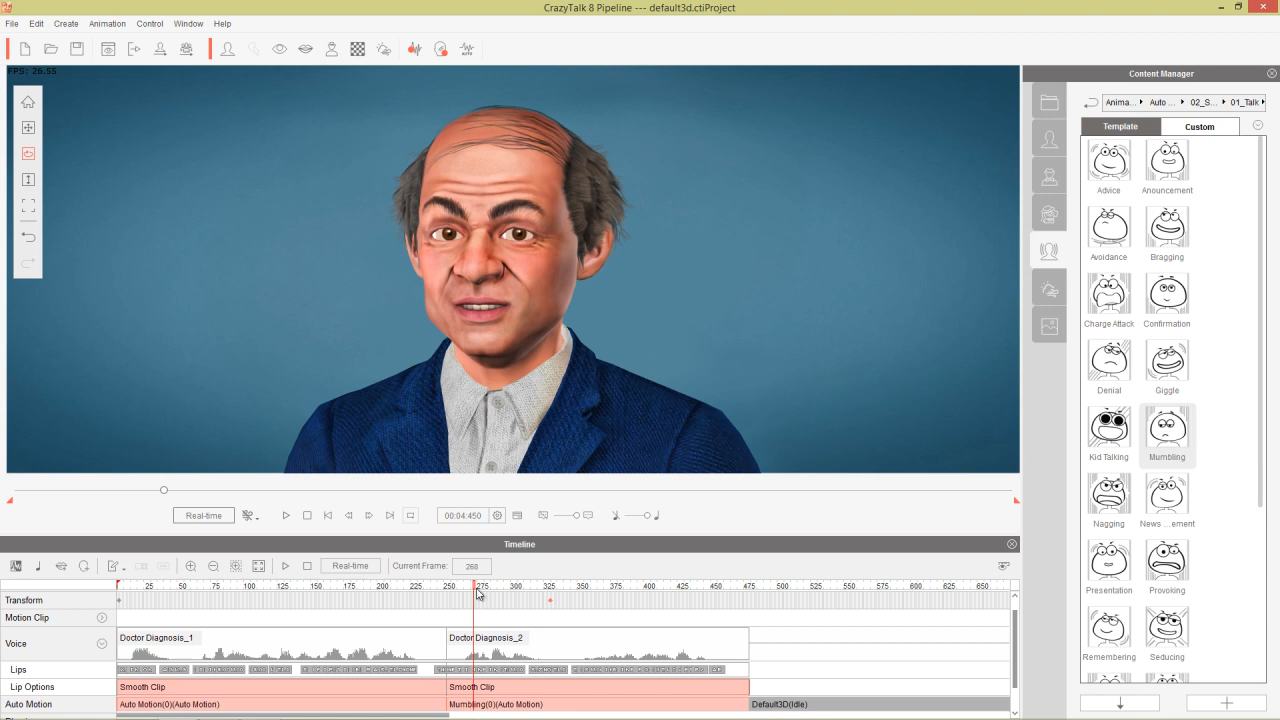 CrazyTalk 8 Pipeline --- default3d.ctiProject
File Edit Create Animation Control Window Help
FPS: 26.55
Content Manager
Anima... Auto ... 02_S... 01_Talk
Template Custom
Advice Anouncement
Avoidance Bragging
Charge Attack Confirmation
Denial Giggle
Kid Talking Mumbling
Nagging News ...ement
Presentation Provoking
Remembering Seducing
Real-time 00:04:450
Timeline
Real-time Current Frame: 268
25 50 75 100 125 150 175 200 225 250 275 300 325 350 375 400 425 450 475 500 525 550 575 600 625 650
Transform
Motion Clip
Voice Doctor Diagnosis_1 Doctor Diagnosis_2
Lips
Lip Options Smooth Clip Smooth Clip
Auto Motion Auto Motion(0)(Auto Motion) Mumbling(0)(Auto Motion) Default3D(Idle)